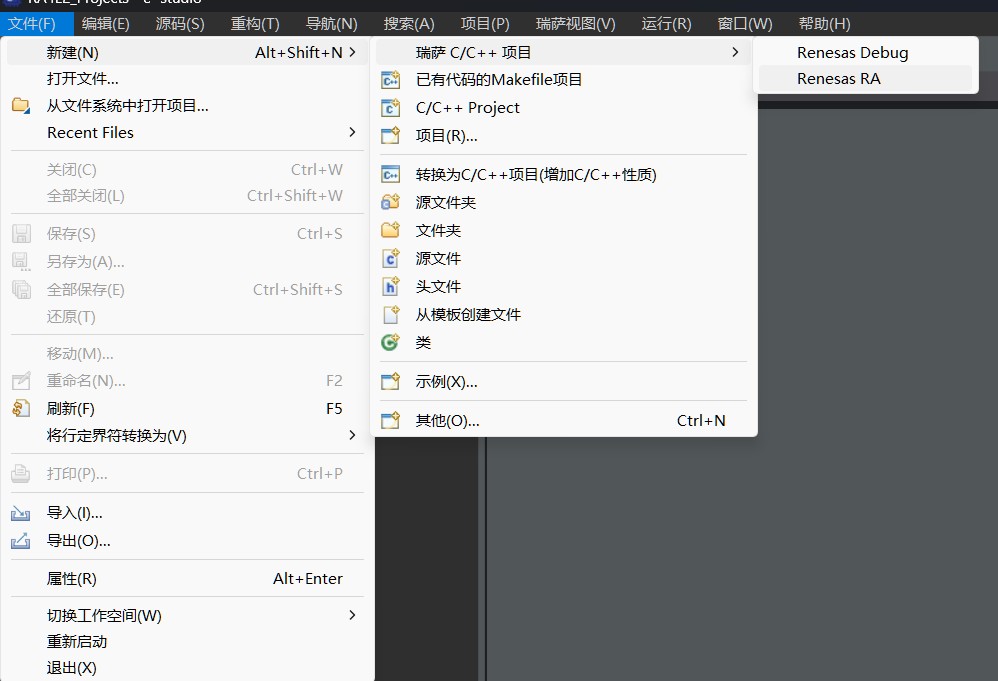 RA4E2_Projects - e² studio
文件(F) 编辑(E) 源码(S) 重构(T) 导航(N) 搜索(A) 项目(P) 瑞萨视图(V) 运行(R) 窗口(W) 帮助(H)
新建(N) Alt+Shift+N
打开文件...
从文件系统中打开项目...
Recent Files
关闭(C) Ctrl+W
全部关闭(L) Ctrl+Shift+W
保存(S) Ctrl+S
另存为(A)...
全部保存(E) Ctrl+Shift+S
还原(T)
移动(M)...
重命名(N)... F2
刷新(F) F5
将行定界符转换为(V)
打印(P)... Ctrl+P
导入(I)...
导出(O)...
属性(R) Alt+Enter
切换工作空间(W)
重新启动
退出(X)
瑞萨 C/C++ 项目
已有代码的Makefile项目
C/C++ Project
项目(R)...
转换为C/C++项目(增加C/C++性质)
源文件夹
文件夹
源文件
头文件
从模板创建文件
类
示例(X)...
其他(O)... Ctrl+N
Renesas Debug
Renesas RA